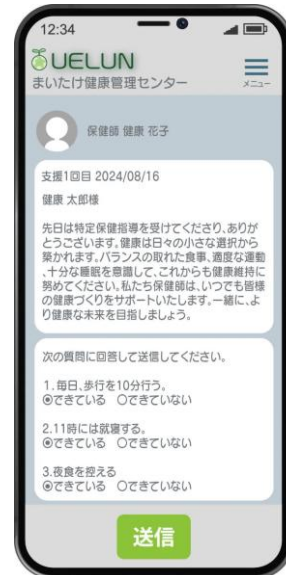 12:34
UELUN
まいたけ健康管理センター
メニュー
保健師 健康 花子
支援1回目 2024/08/16
健康 太郎様
先日は特定保健指導を受けてくださり、ありが
とうございます。健康は日々の小さな選択から
築かれます。バランスの取れた食事、適度な運動
、十分な睡眠を意識して、これからも健康維持に
努めてください。私たち保健師は、いつでも皆様
の健康づくりをサポートいたします。一緒に、よ
り健康な未来を目指しましょう。
次の質問に回答して送信してください。
1.毎日、歩行を10分行う。
◉できている ○できていない
2.11時には就寝する。
◉できている ○できていない
3.夜食を控える
◉できている ○できていない
送信